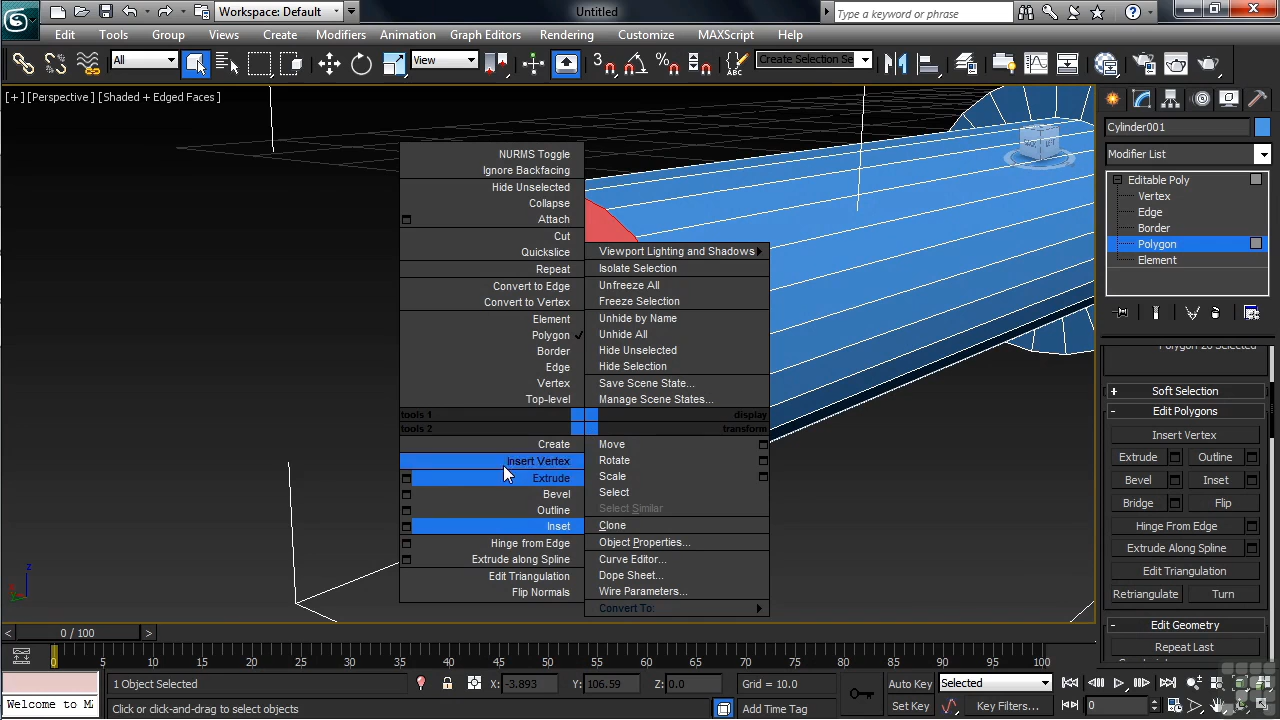 Workspace: Default
Untitled
Type a keyword or phrase
Edit Tools Group Views Create Modifiers Animation Graph Editors Rendering Customize MAXScript Help
All
View
3
Create Selection Se
[+] [Perspective] [Shaded + Edged Faces]
NURMS Toggle
Ignore Backfacing
Hide Unselected
Collapse
Attach
Cut
Quickslice
Repeat
Convert to Edge
Convert to Vertex
Element
Polygon
Border
Edge
Vertex
Top-level
tools 1
tools 2
Create
Insert Vertex
Extrude
Bevel
Outline
Inset
Hinge from Edge
Extrude along Spline
Edit Triangulation
Flip Normals
Viewport Lighting and Shadows
Isolate Selection
Unfreeze All
Freeze Selection
Unhide by Name
Unhide All
Hide Unselected
Hide Selection
Save Scene State...
Manage Scene States...
display
transform
Move
Rotate
Scale
Select
Select Similar
Clone
Object Properties...
Curve Editor...
Dope Sheet...
Wire Parameters...
Convert To:
Cylinder001
Modifier List
Editable Poly
Vertex
Edge
Border
Polygon
Element
Polygon 20 Selected
+ Soft Selection
- Edit Polygons
Insert Vertex
Extrude Outline
Bevel Inset
Bridge Flip
Hinge From Edge
Extrude Along Spline
Edit Triangulation
Retriangulate Turn
- Edit Geometry
Repeat Last
z
y
< 0 / 100 >
0 5 10 15 20 25 30 35 40 45 50 55 60 65 70 75 80 85 90 95 100
1 Object Selected
X: -3.893 Y: 106.59 Z: 0.0
Grid = 10.0
Auto Key
Selected
Welcome to M
Click or click-and-drag to select objects
Add Time Tag
Set Key
Key Filters...
0